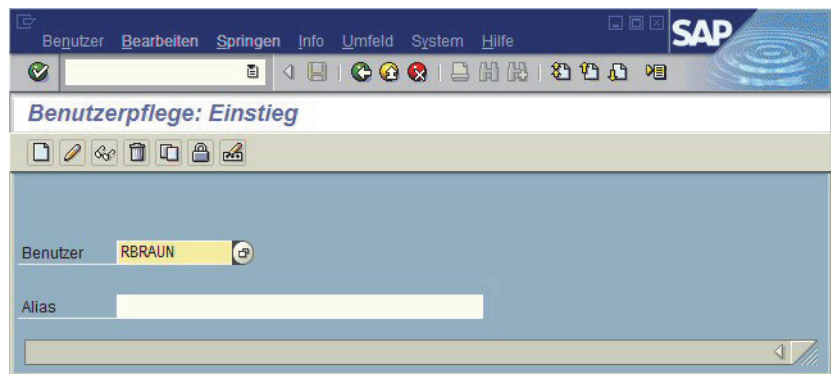 Benutzer Bearbeiten Springen Info Umfeld System Hilfe
SAP
Benutzerpflege: Einstieg
Benutzer RBRAUN
Alias